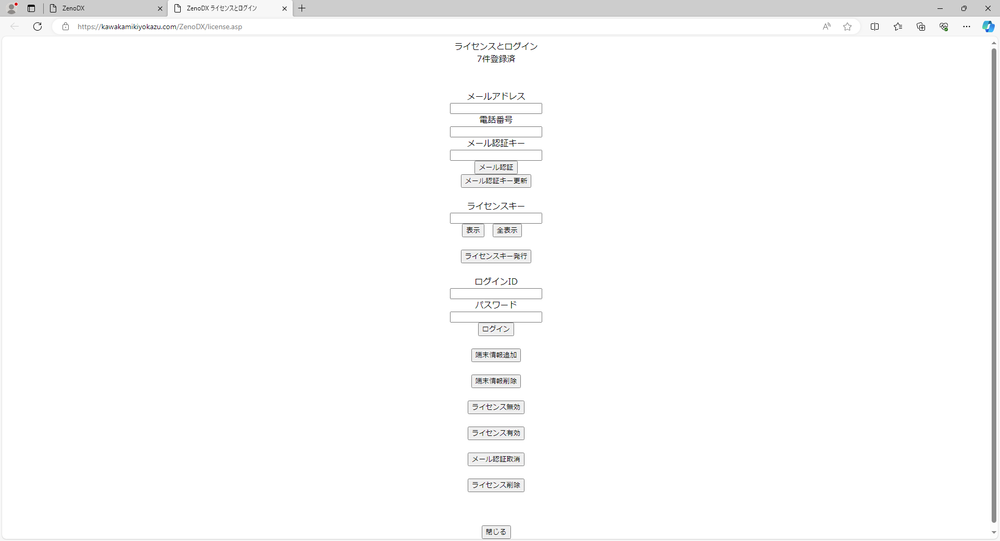 ZenoDX
ZenoDX ライセンスとログイン
https://kawakamikiyokazu.com/ZenoDX/license.asp
ライセンスとログイン
7件登録済
メールアドレス
電話番号
メール認証キー
メール認証
メール認証キー更新
ライセンスキー
表示 全表示
ライセンスキー発行
ログインID
パスワード
ログイン
端末情報追加
端末情報削除
ライセンス無効
ライセンス有効
メール認証取消
ライセンス削除
閉じる